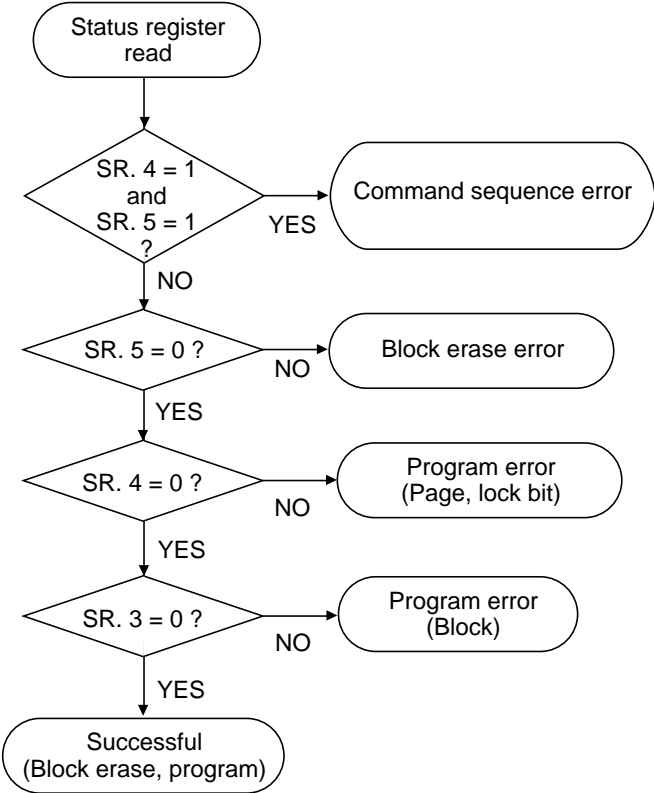 Status register
read
SR. 4 = 1
and
SR. 5 = 1
?
YES
Command sequence error
NO
SR. 5 = 0 ?
NO
Block erase error
YES
SR. 4 = 0 ?
NO
Program error
(Page, lock bit)
YES
SR. 3 = 0 ?
NO
Program error
(Block)
YES
Successful
(Block erase, program)